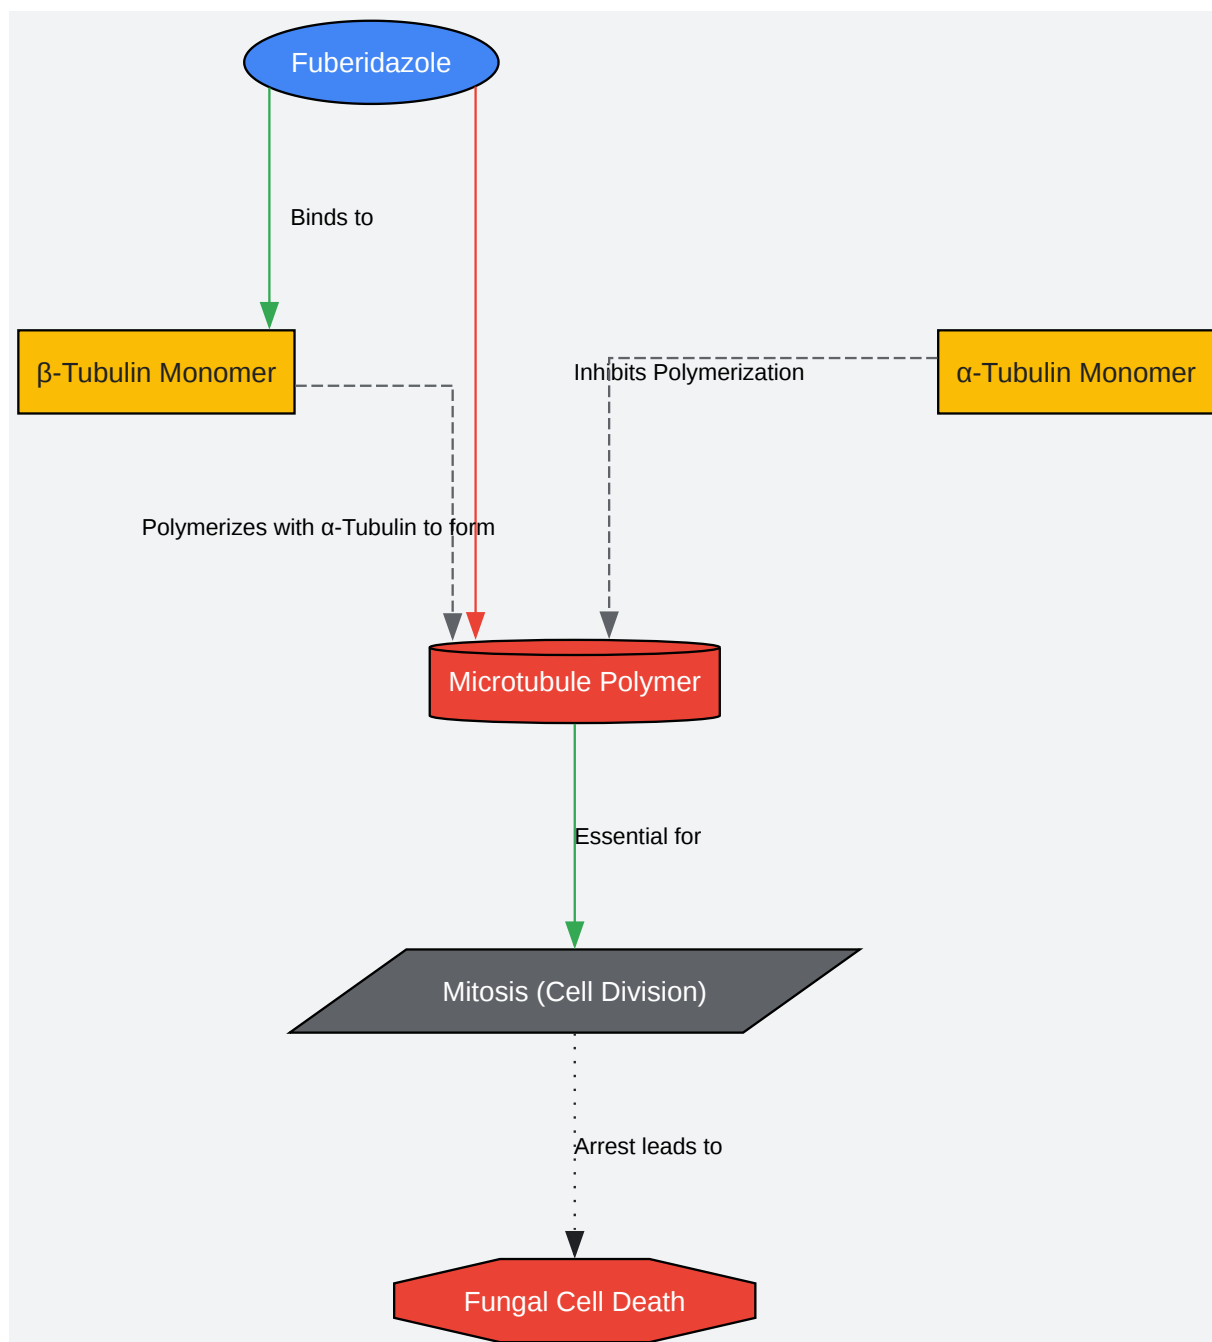 Fuberidazole
Binds to
β-Tubulin Monomer
Inhibits Polymerization
α-Tubulin Monomer
Polymerizes with α-Tubulin to form
Microtubule Polymer
Essential for
Mitosis (Cell Division)
Arrest leads to
Fungal Cell Death